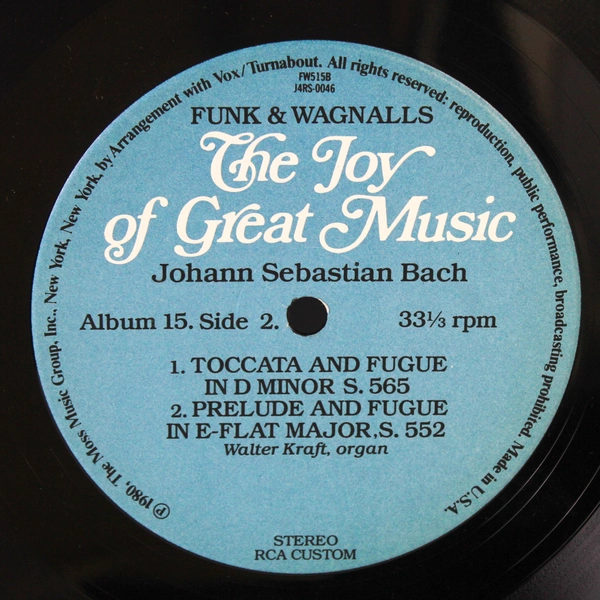 ℗ 1980, The Moss Music Group, Inc., New York, New York, by Arrangement with Vox/Turnabout. All rights reserved: reproduction, public performance, broadcasting prohibited. Made in U.S.A.
FW515B
J4RS-0046
FUNK & WAGNALLS
The Joy
of Great Music
Johann Sebastian Bach
Album 15. Side 2.
33⅓ rpm
1. TOCCATA AND FUGUE
IN D MINOR S. 565
2. PRELUDE AND FUGUE
IN E-FLAT MAJOR, S. 552
Walter Kraft, organ
STEREO
RCA CUSTOM